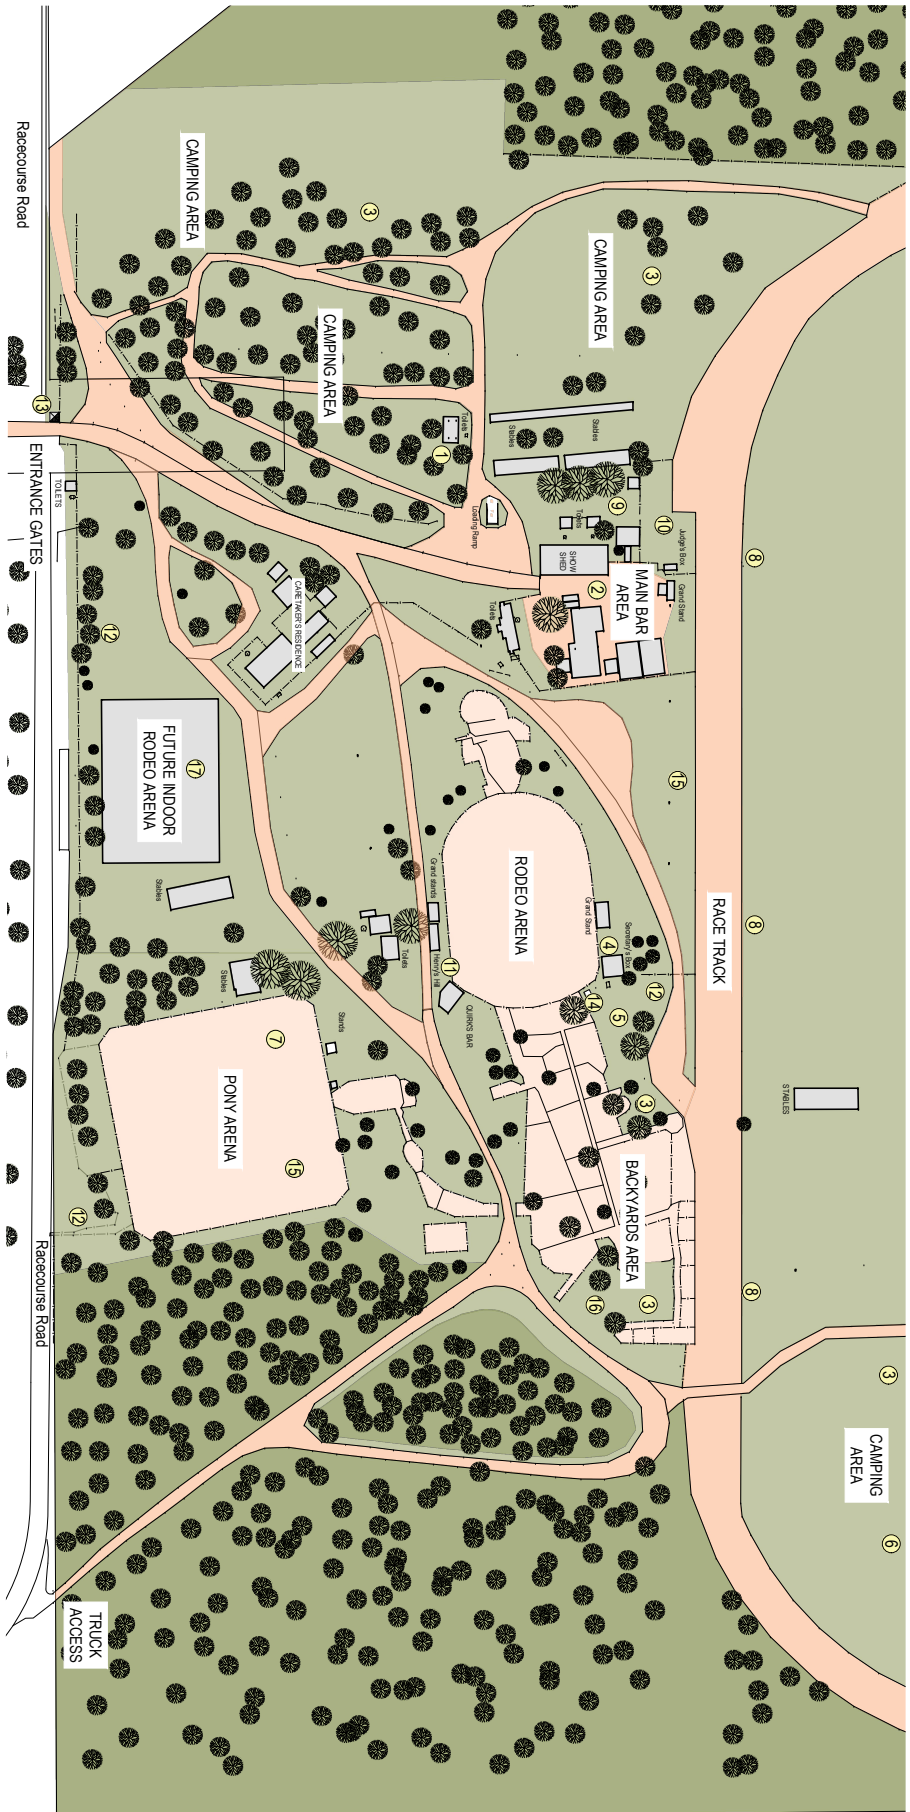 3
CAMPING
AREA
6
STABLES
8
8
8
RACE TRACK
Judge's Box
10
Grand Stand
15
3
CAMPING AREA
MAIN BAR
AREA
2
9
Toilets
Stables
Stables
SHOW
SHED
12
Secretary's Box
4
Grand Stand
5
14
3
BACKYARDS AREA
3
16
RODEO ARENA
Toilets
Loading Ramp
Toilets
1
QUIRK'S BAR
11
Henry's Hill
Grand stands
Toilets
3
CAMPING AREA
Stands
CARETAKER'S RESIDENCE
15
7
PONY ARENA
Stables
CAMPING AREA
17
FUTURE INDOOR
RODEO ARENA
Stables
12
12
TRUCK
ACCESS
TOILETS
13
ENTRANCE GATES
Racecourse Road
Racecourse Road